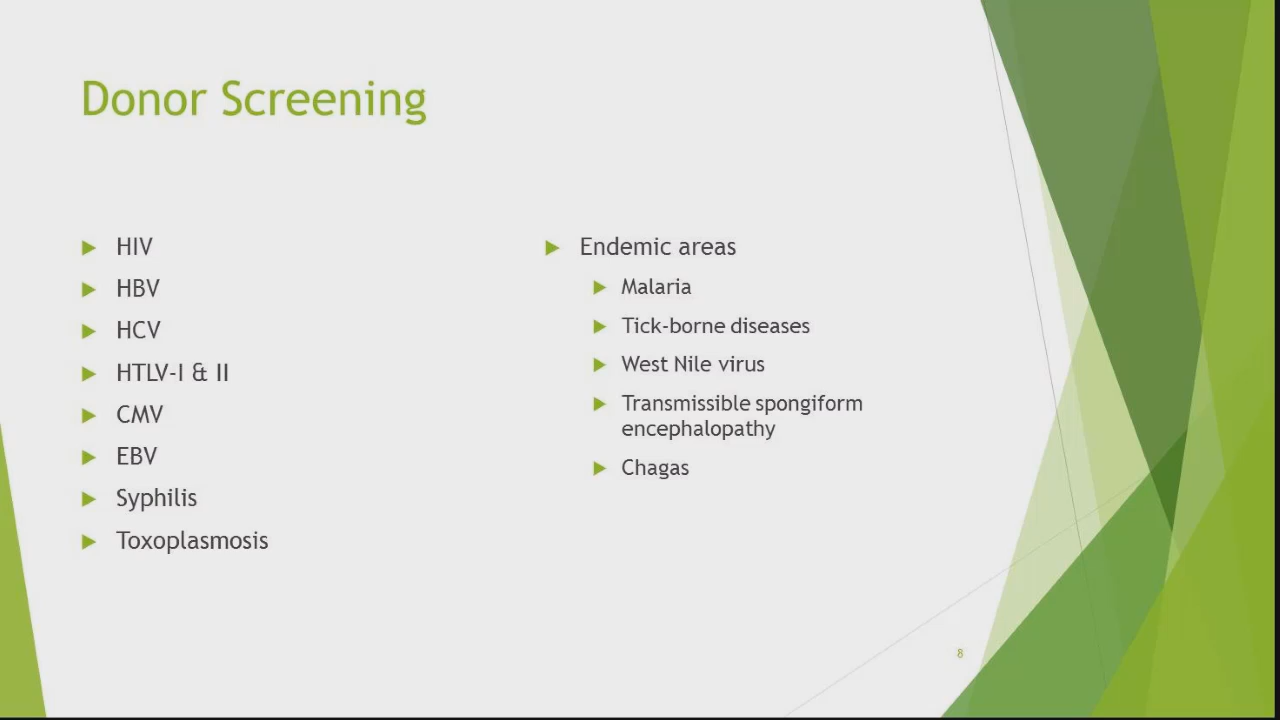 Donor Screening
HIV
HBV
HCV
HTLV-I & II
CMV
EBV
Syphilis
Toxoplasmosis
Endemic areas
Malaria
Tick-borne diseases
West Nile virus
Transmissible spongiform
encephalopathy
Chagas
8